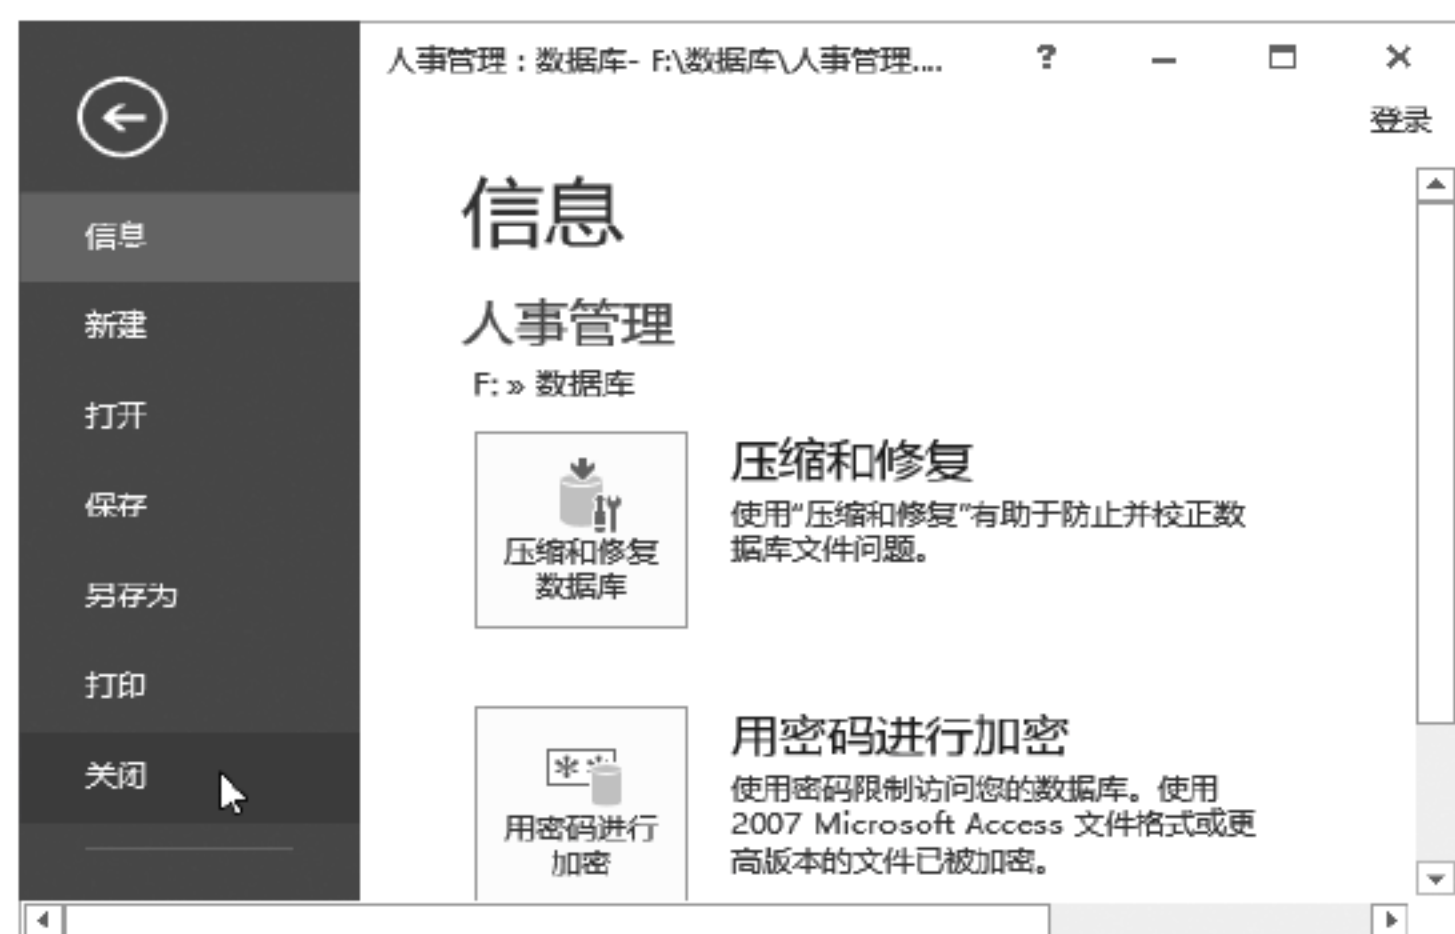 人事管理：数据库- F:\数据库\人事管理....
?
登录
信息
新建
打开
保存
另存为
打印
关闭
信息
人事管理
F: » 数据库
压缩和修复
数据库
压缩和修复
使用“压缩和修复”有助于防止并校正数
据库文件问题。
用密码进行
加密
用密码进行加密
使用密码限制访问您的数据库。使用
2007 Microsoft Access 文件格式或更
高版本的文件已被加密。